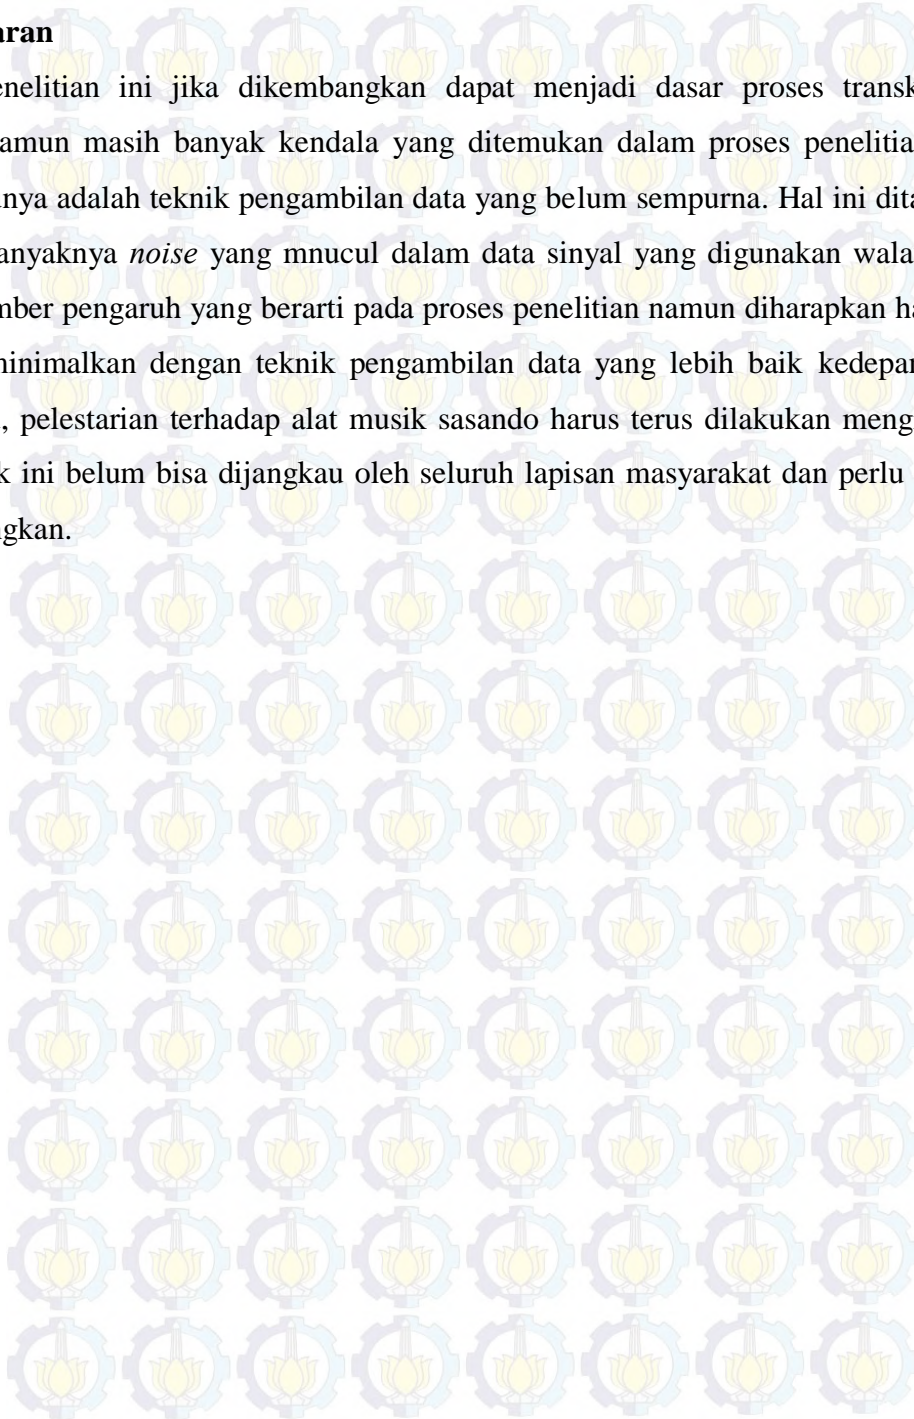 aran
enelitian ini jika dikembangkan dapat menjadi dasar proses transk
amun masih banyak kendala yang ditemukan dalam proses penelitia
unya adalah teknik pengambilan data yang belum sempurna. Hal ini dita
anyaknya noise yang mnucul dalam data sinyal yang digunakan wala
mber pengaruh yang berarti pada proses penelitian namun diharapkan ha
minimalkan dengan teknik pengambilan data yang lebih baik kedepan
, pelestarian terhadap alat musik sasando harus terus dilakukan meng
k ini belum bisa dijangkau oleh seluruh lapisan masyarakat dan perlu
ngkan.